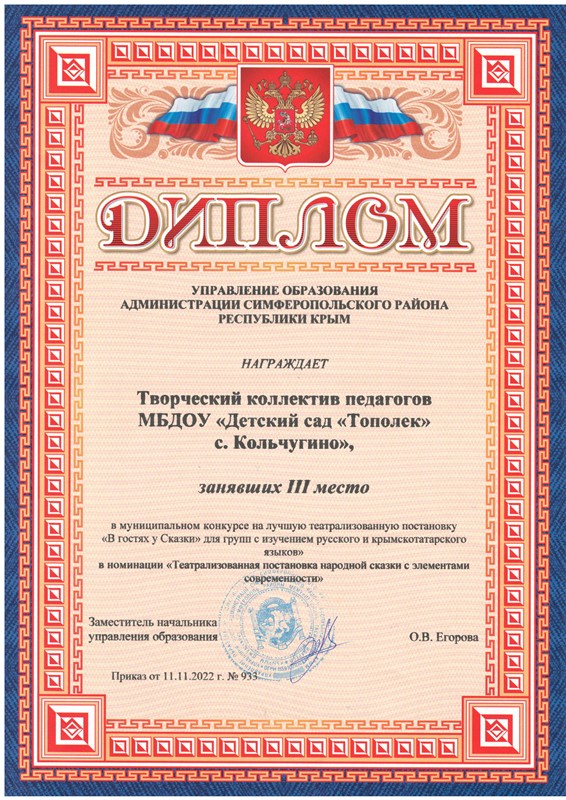 ДИПЛОМ
УПРАВЛЕНИЕ ОБРАЗОВАНИЯ
АДМИНИСТРАЦИИ СИМФЕРОПОЛЬСКОГО РАЙОНА
РЕСПУБЛИКИ КРЫМ
НАГРАЖДАЕТ
Творческий коллектив педагогов
МБДОУ «Детский сад «Тополек»
с. Кольчугино»,
занявших III место
в муниципальном конкурсе на лучшую театрализованную постановку
«В гостях у Сказки» для групп с изучением русского и крымскотатарского
языков»
в номинации «Театрализованная постановка народной сказки с элементами
современности»
Заместитель начальника
управления образования О.В. Егорова
Приказ от 11.11.2022 г. № 933